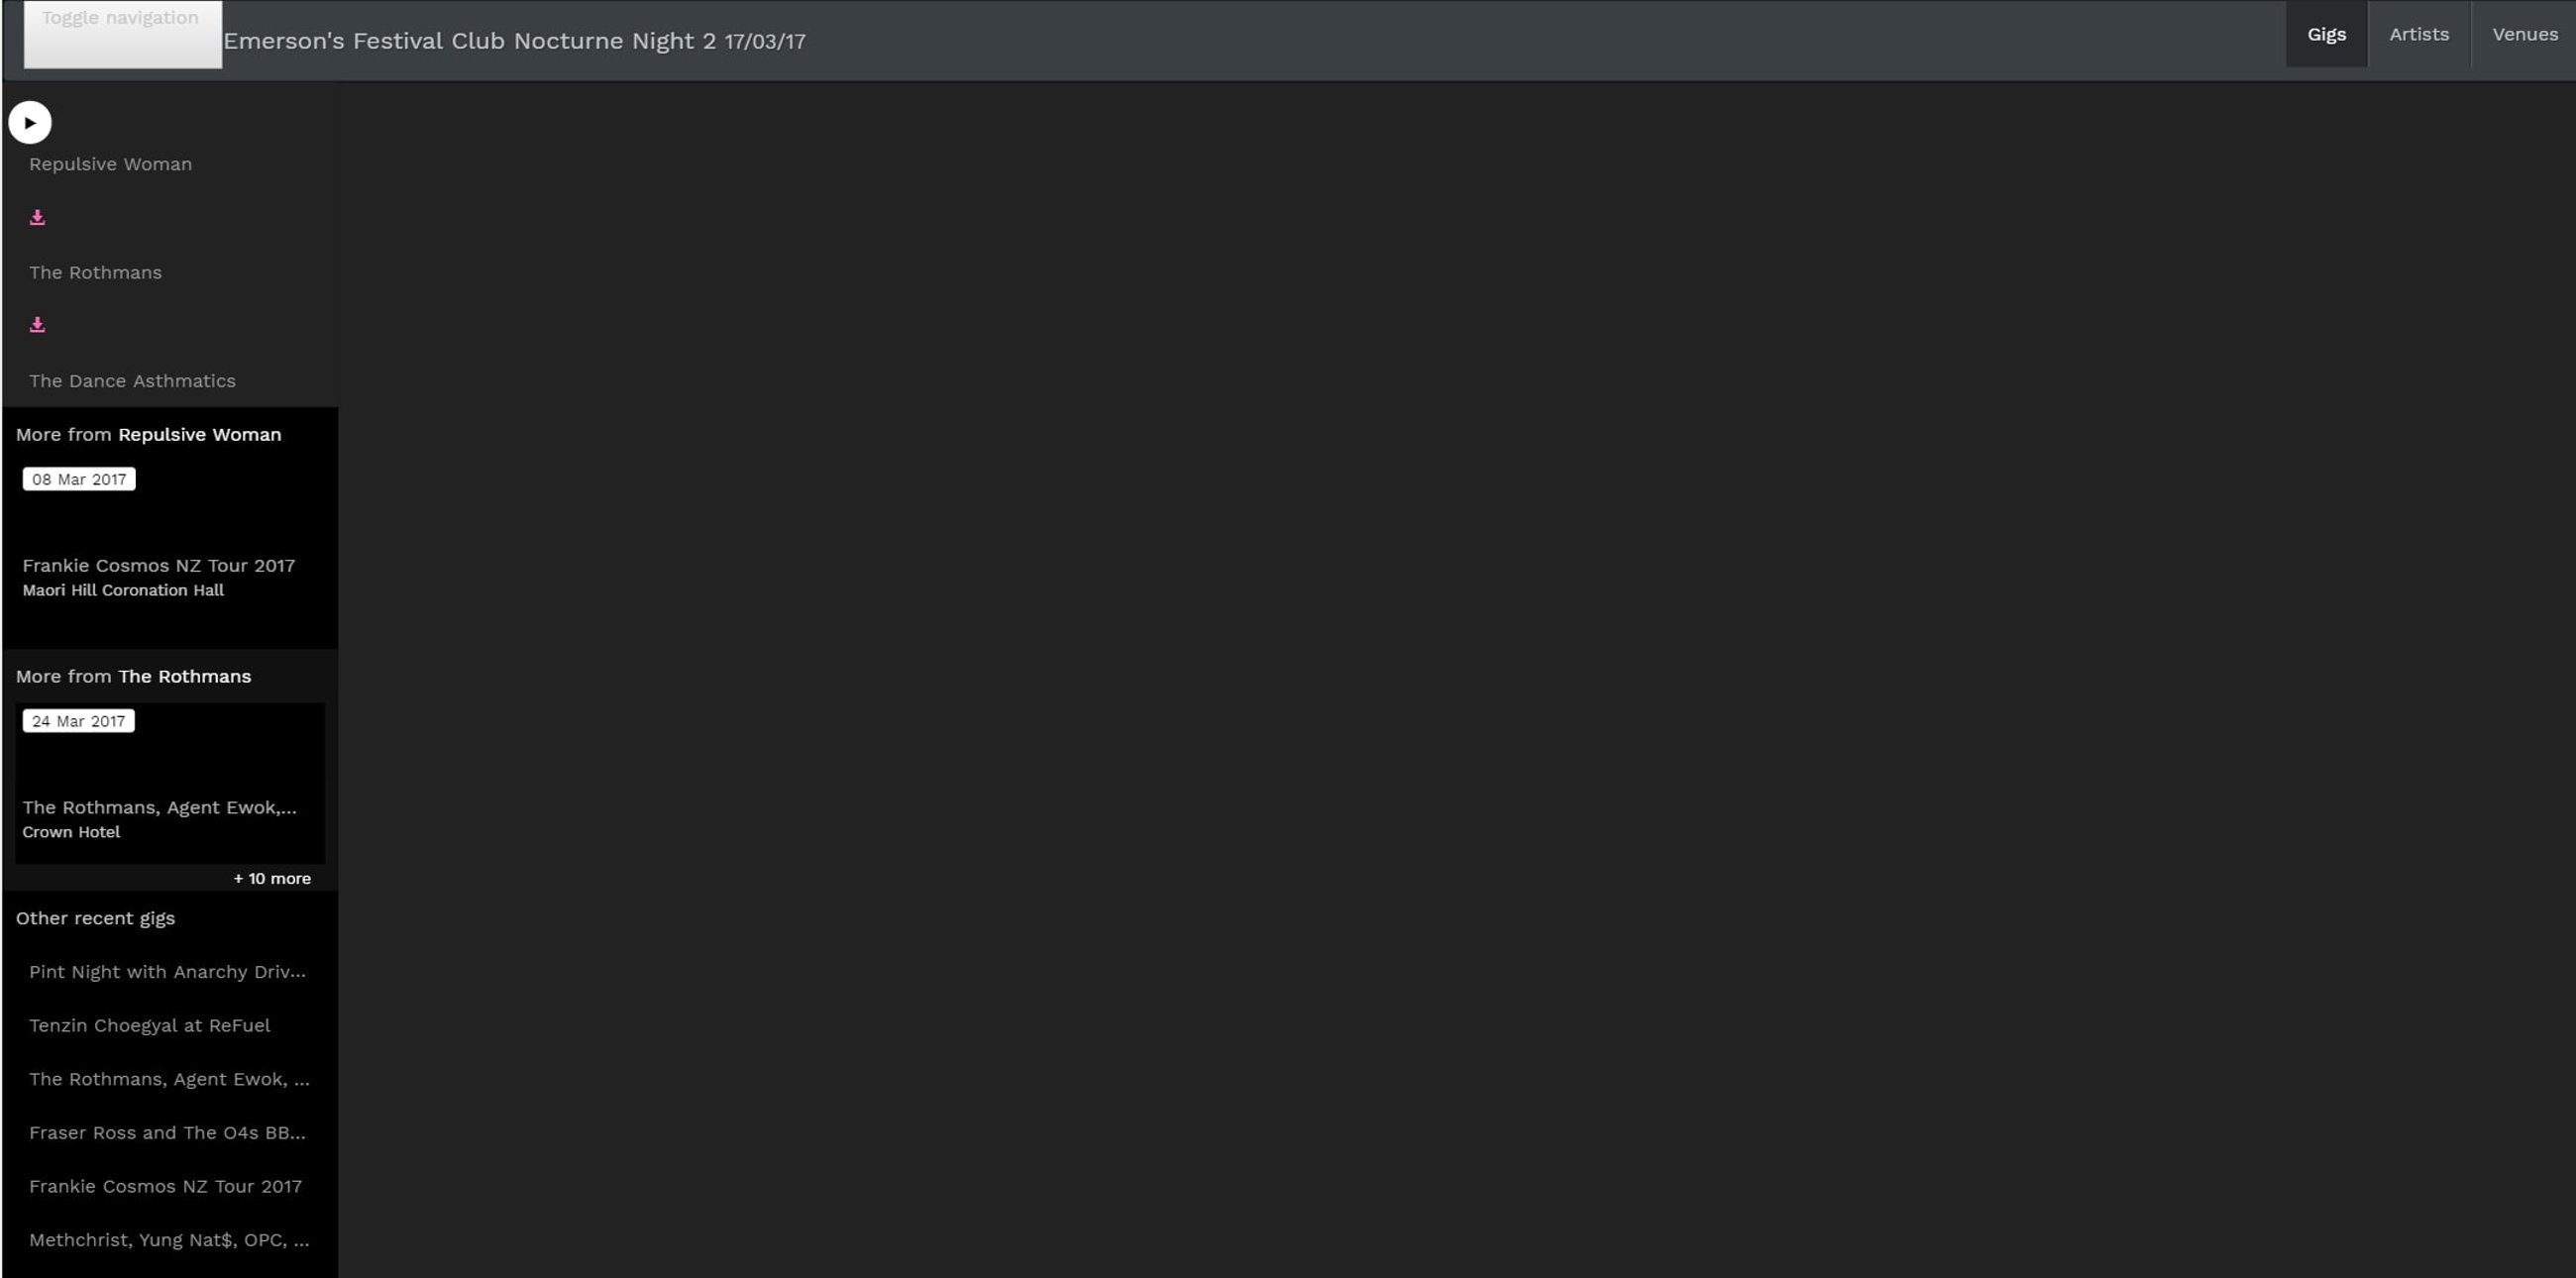 Toggle navigation
Emerson's Festival Club Nocturne Night 2 17/03/17
Gigs
Artists
Venues
Repulsive Woman
The Rothmans
The Dance Asthmatics
More from Repulsive Woman
08 Mar 2017
Frankie Cosmos NZ Tour 2017
Maori Hill Coronation Hall
More from The Rothmans
24 Mar 2017
The Rothmans, Agent Ewok,...
Crown Hotel
+ 10 more
Other recent gigs
Pint Night with Anarchy Driv...
Tenzin Choegyal at ReFuel
The Rothmans, Agent Ewok, ...
Fraser Ross and The O4s BB...
Frankie Cosmos NZ Tour 2017
Methchrist, Yung Nat$, OPC, ...